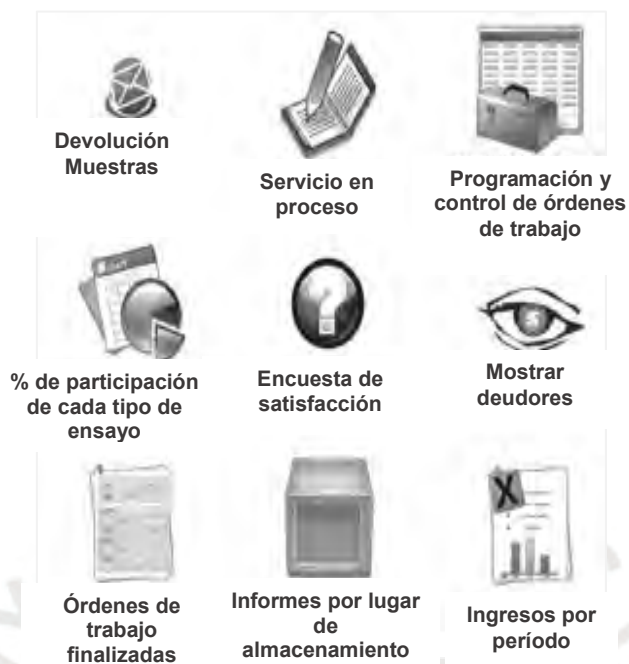 Devolución
Muestras
Servicio en
proceso
Programación y
control de órdenes
de trabajo
% de participación
de cada tipo de
ensayo
Encuesta de
satisfacción
Mostrar
deudores
Órdenes de
trabajo
finalizadas
Informes por lugar
de
almacenamiento
Ingresos por
período